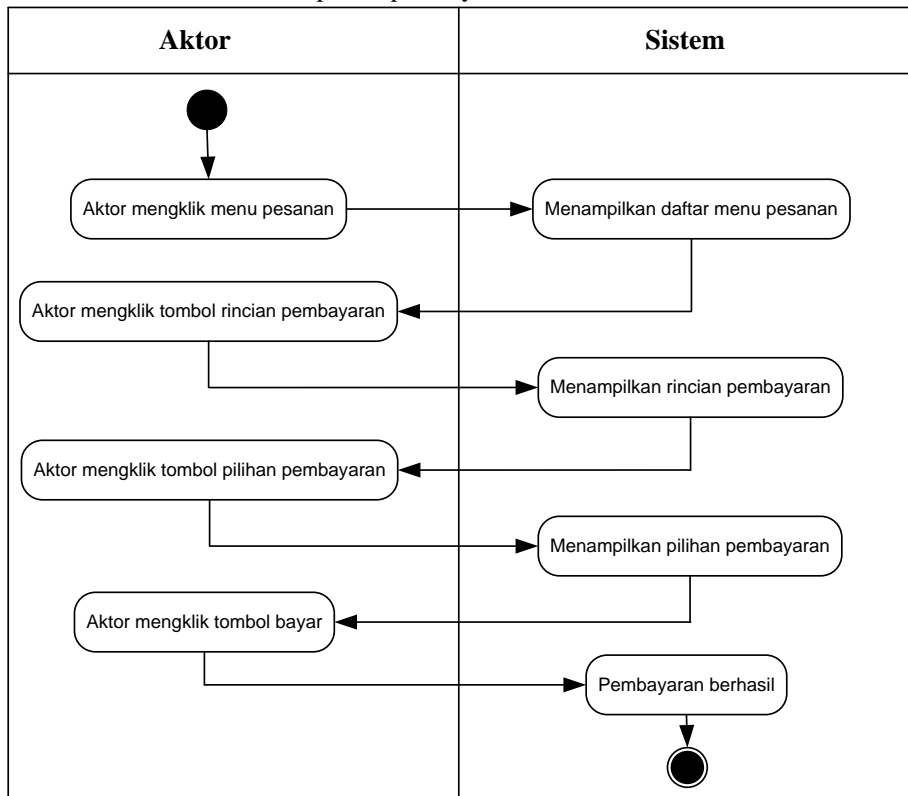 Aktor
Sistem
Aktor mengklik menu pesanan
Menampilkan daftar menu pesanan
Aktor mengklik tombol rincian pembayaran
Menampilkan rincian pembayaran
Aktor mengklik tombol pilihan pembayaran
Menampilkan pilihan pembayaran
Aktor mengklik tombol bayar
Pembayaran berhasil